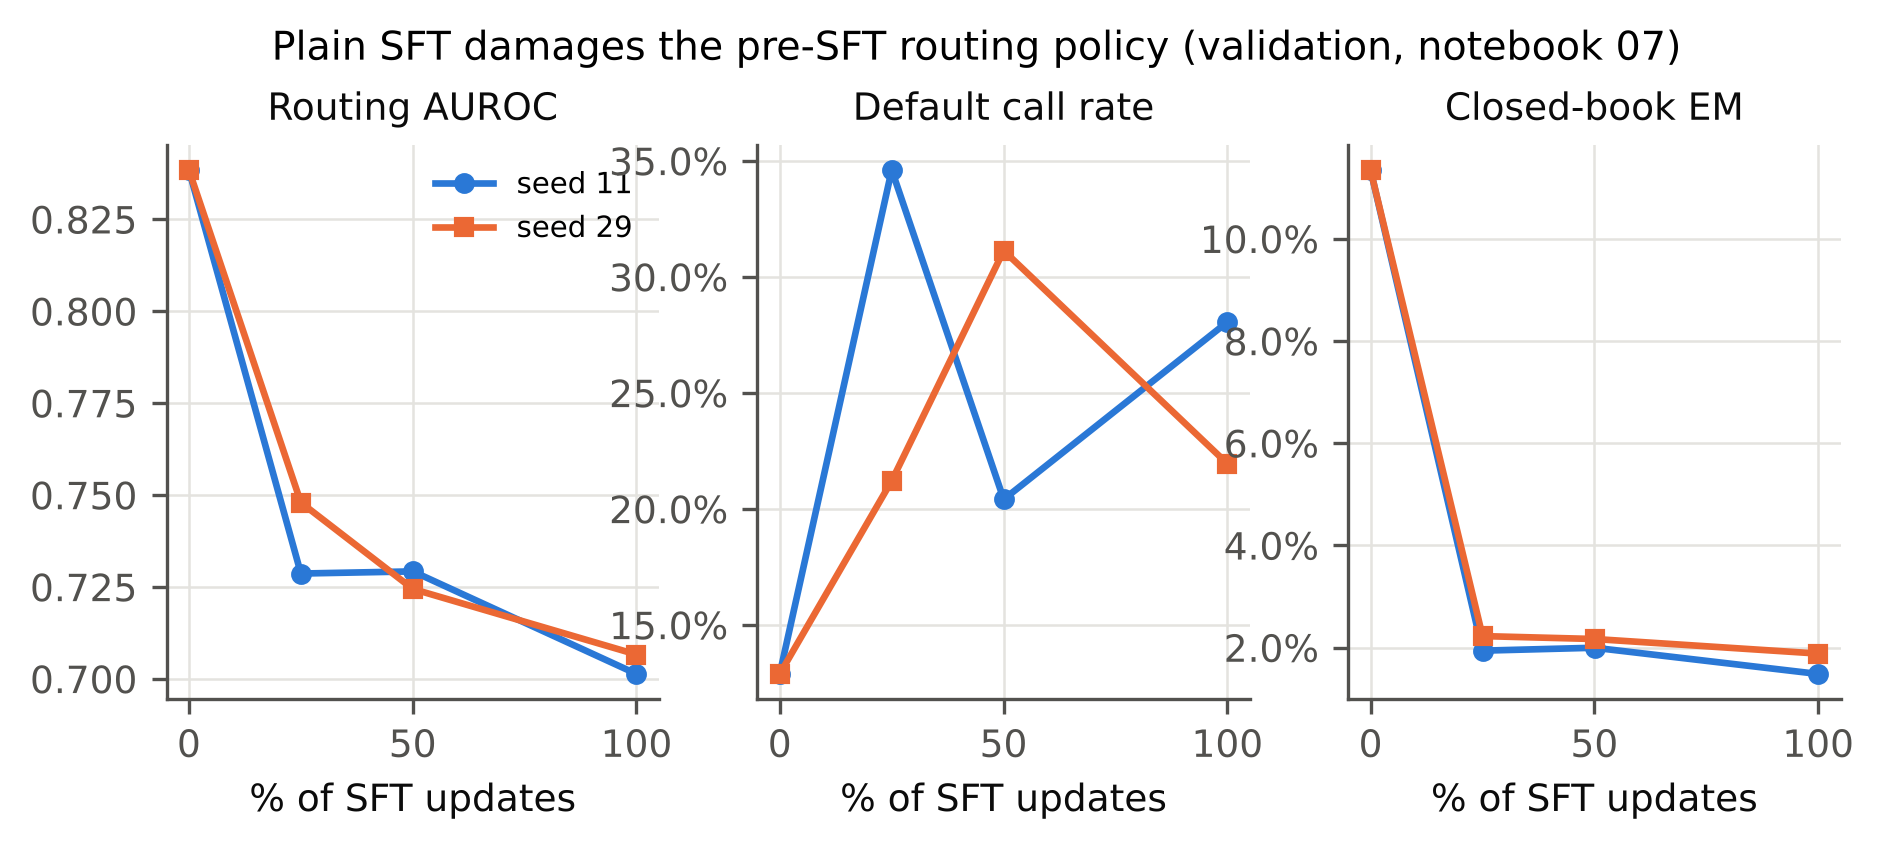 Plain SFT damages the pre-SFT routing policy (validation, notebook 07)
Routing AUROC
0.825
0.800
0.775
0.750
0.725
0.700
seed 11
seed 29
0
50
100
% of SFT updates
Default call rate
35.0%
30.0%
25.0%
20.0%
15.0%
0
50
100
% of SFT updates
Closed-book EM
10.0%
8.0%
6.0%
4.0%
2.0%
0
50
100
% of SFT updates